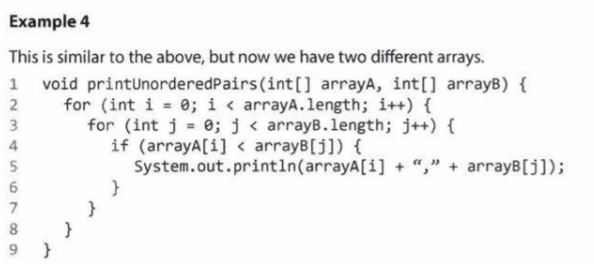 Example 4
This is similar to the above, but now we have two different arrays.
1 void printUnorderedPairs(int[] arrayA, int[] arrayB) {
2 for (int i = 0; i < arrayA.length; i++) {
3 for (int j = 0; j < arrayB.length; j++) {
4 if (arrayA[i] < arrayB[j]) {
5 System.out.println(arrayA[i] + “,” + arrayB[j]);
6 }
7 }
8 }
9 }